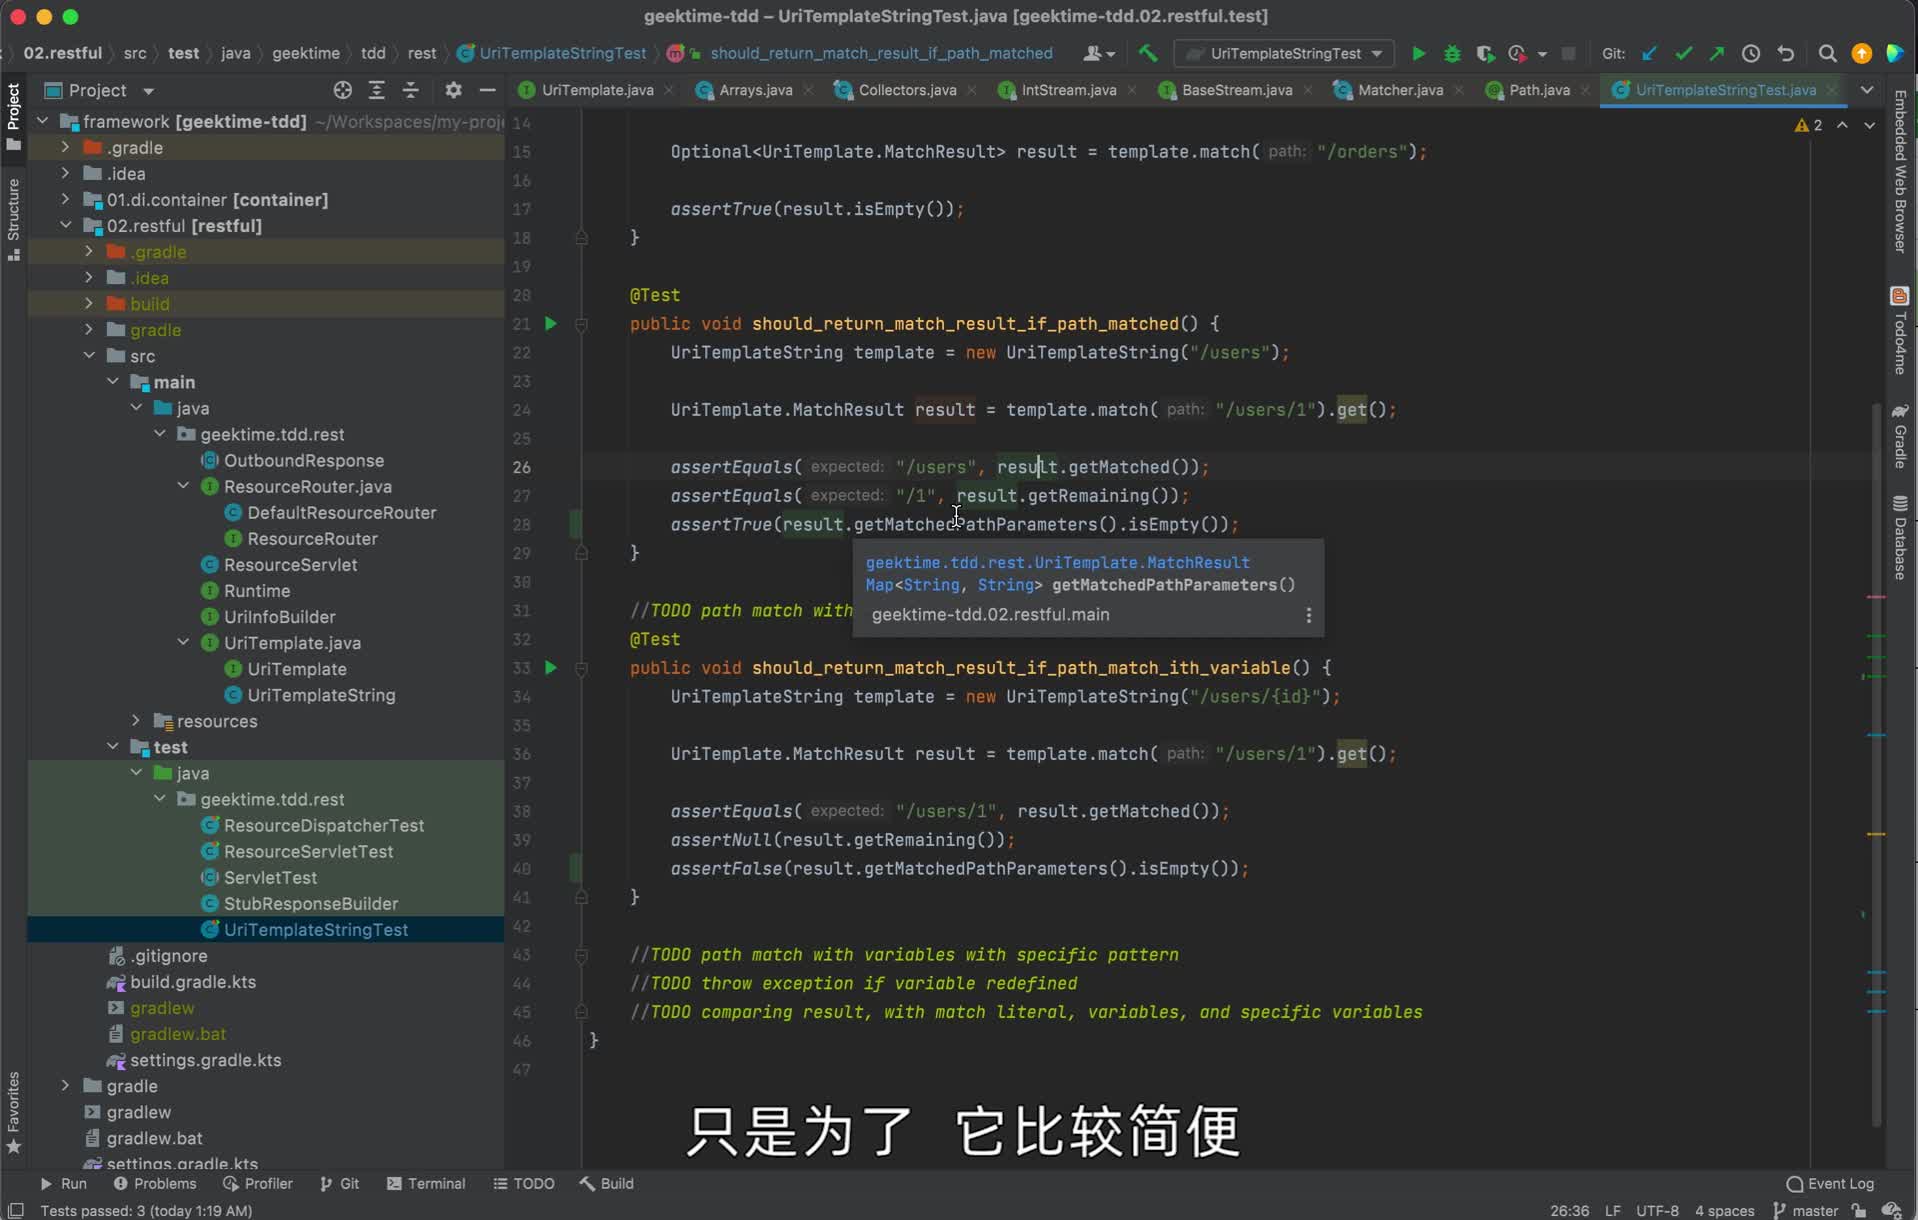 geektime-tdd – UriTemplateStringTest.java [geektime-tdd.02.restful.test]
02.restful src test java geektime tdd rest UriTemplateStringTest should_return_match_result_if_path_matched UriTemplateStringTest Git:
Project UriTemplate.java Arrays.java Collectors.java IntStream.java BaseStream.java Matcher.java Path.java UriTemplateStringTest.java
framework [geektime-tdd] ~/Workspaces/my-proj
.gradle
.idea
01.di.container [container]
02.restful [restful]
.gradle
.idea
build
gradle
src
main
java
geektime.tdd.rest
OutboundResponse
ResourceRouter.java
DefaultResourceRouter
ResourceRouter
ResourceServlet
Runtime
UriInfoBuilder
UriTemplate.java
UriTemplate
UriTemplateString
resources
test
java
geektime.tdd.rest
ResourceDispatcherTest
ResourceServletTest
ServletTest
StubResponseBuilder
UriTemplateStringTest
.gitignore
build.gradle.kts
gradlew
gradlew.bat
settings.gradle.kts
gradle
gradlew
gradlew.bat
settings.gradle.kts
Project
Structure
Favorites
2
14
15 Optional<UriTemplate.MatchResult> result = template.match( path: "/orders");
16
17 assertTrue(result.isEmpty());
18 }
19
20 @Test
21 public void should_return_match_result_if_path_matched() {
22 UriTemplateString template = new UriTemplateString("/users");
23
24 UriTemplate.MatchResult result = template.match( path: "/users/1").get();
25
26 assertEquals( expected: "/users", result.getMatched());
27 assertEquals( expected: "/1", result.getRemaining());
28 assertTrue(result.getMatchedPathParameters().isEmpty());
29 }
30
31 //TODO path match with
32 @Test
33 public void should_return_match_result_if_path_match_ith_variable() {
34 UriTemplateString template = new UriTemplateString("/users/{id}");
35
36 UriTemplate.MatchResult result = template.match( path: "/users/1").get();
37
38 assertEquals( expected: "/users/1", result.getMatched());
39 assertNull(result.getRemaining());
40 assertFalse(result.getMatchedPathParameters().isEmpty());
41 }
42
43 //TODO path match with variables with specific pattern
44 //TODO throw exception if variable redefined
45 //TODO comparing result, with match literal, variables, and specific variables
46 }
47
geektime.tdd.rest.UriTemplate.MatchResult
Map<String, String> getMatchedPathParameters()
geektime-tdd.02.restful.main
Embedded Web Browser
Todo4me
Gradle
Database
只是为了 它比较简便
Run Problems Profiler Git Terminal TODO Build Event Log
Tests passed: 3 (today 1:19 AM) 26:36 LF UTF-8 4 spaces master